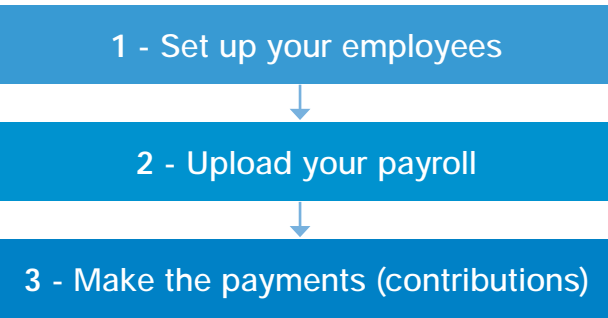 1 - Set up your employees
2 - Upload your payroll
3 - Make the payments (contributions)